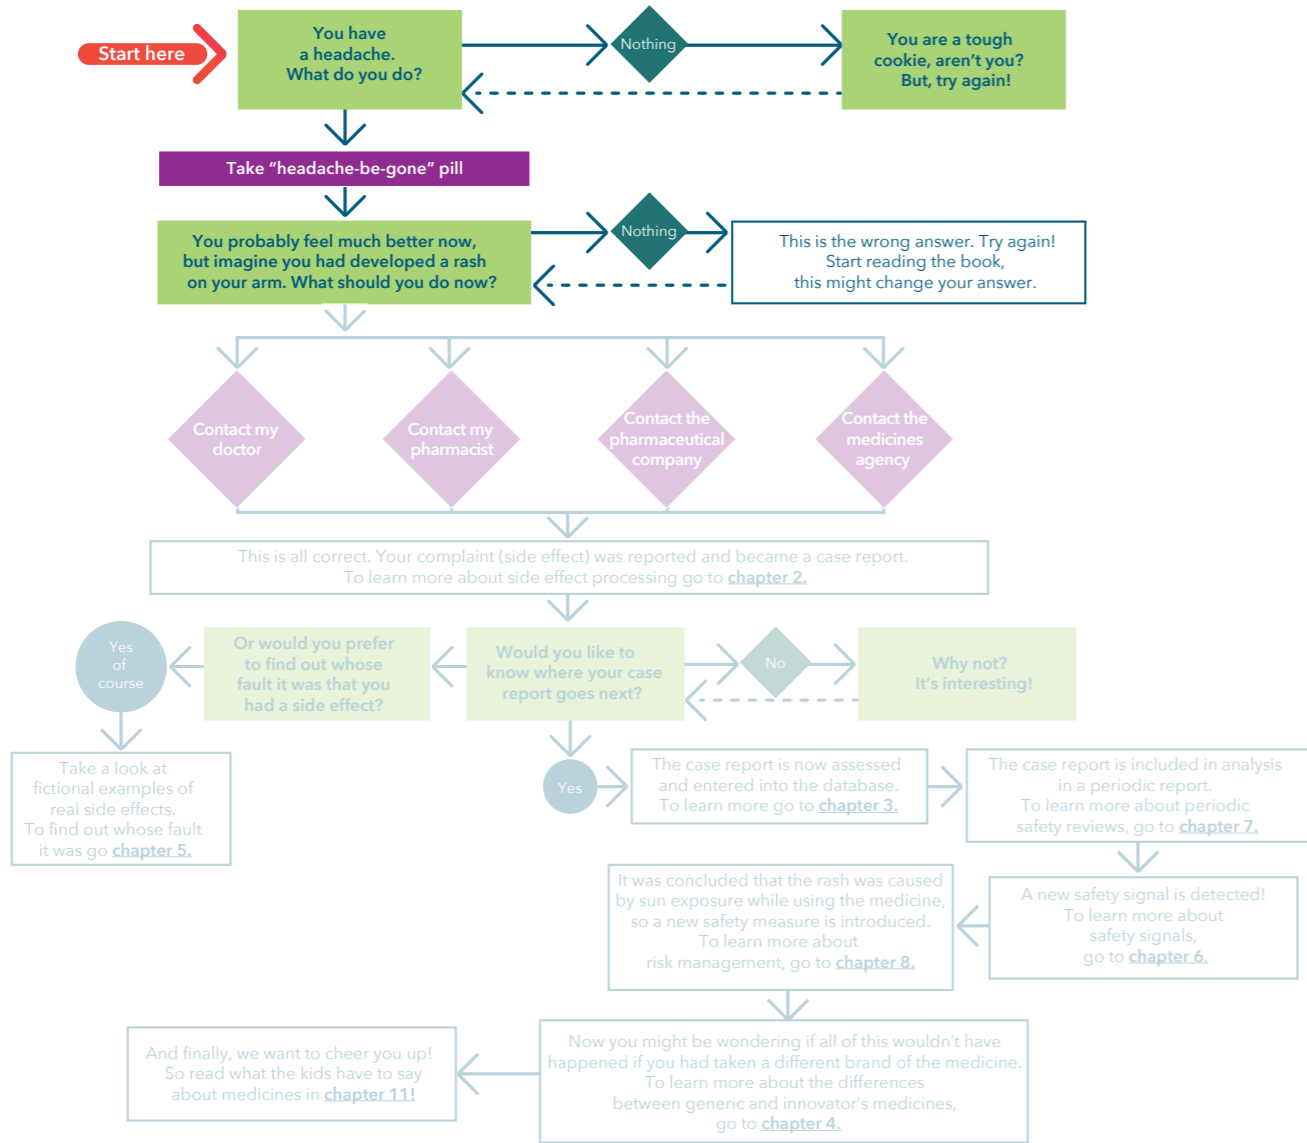 Start here
You have
a headache.
What do you do?
Nothing
You are a tough
cookie, aren't you?
But, try again!
Take “headache-be-gone” pill
You probably feel much better now,
but imagine you had developed a rash
on your arm. What should you do now?
Nothing
This is the wrong answer. Try again!
Start reading the book,
this might change your answer.
Contact my
doctor
Contact my
pharmacist
Contact the
pharmaceutical
company
Contact the
medicines
agency
This is all correct. Your complaint (side effect) was reported and became a case report.
To learn more about side effect processing go to chapter 2.
Yes
of
course
Or would you prefer
to find out whose
fault it was that you
had a side effect?
Would you like to
know where your case
report goes next?
No
Why not?
It's interesting!
Take a look at
fictional examples of
real side effects.
To find out whose fault
it was go chapter 5.
Yes
The case report is now assessed
and entered into the database.
To learn more go to chapter 3.
The case report is included in analysis
in a periodic report.
To learn more about periodic
safety reviews, go to chapter 7.
A new safety signal is detected!
To learn more about
safety signals,
go to chapter 6.
It was concluded that the rash was caused
by sun exposure while using the medicine,
so a new safety measure is introduced.
To learn more about
risk management, go to chapter 8.
Now you might be wondering if all of this wouldn't have
happened if you had taken a different brand of the medicine.
To learn more about the differences
between generic and innovator's medicines,
go to chapter 4.
And finally, we want to cheer you up!
So read what the kids have to say
about medicines in chapter 11!